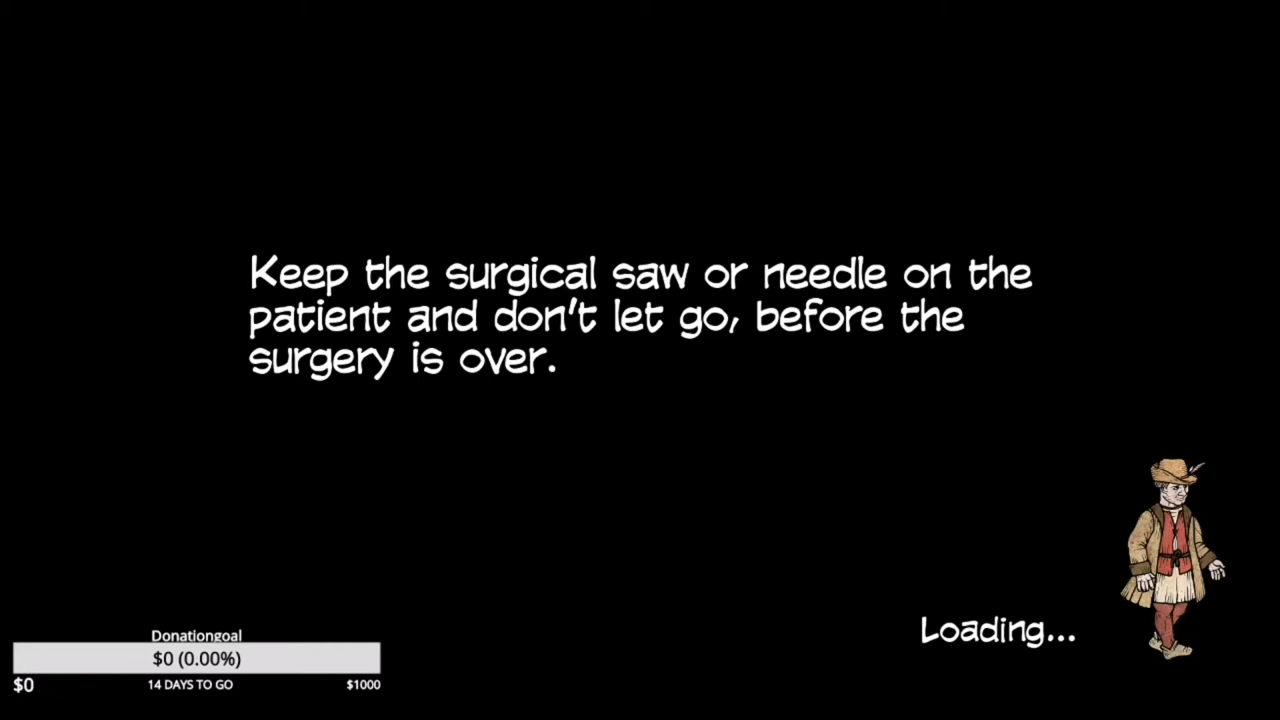 Keep the surgical saw or needle on the
patient and don't let go, before the
surgery is over.
Loading...
Donationgoal
$0 (0.00%)
$0 14 DAYS TO GO $1000